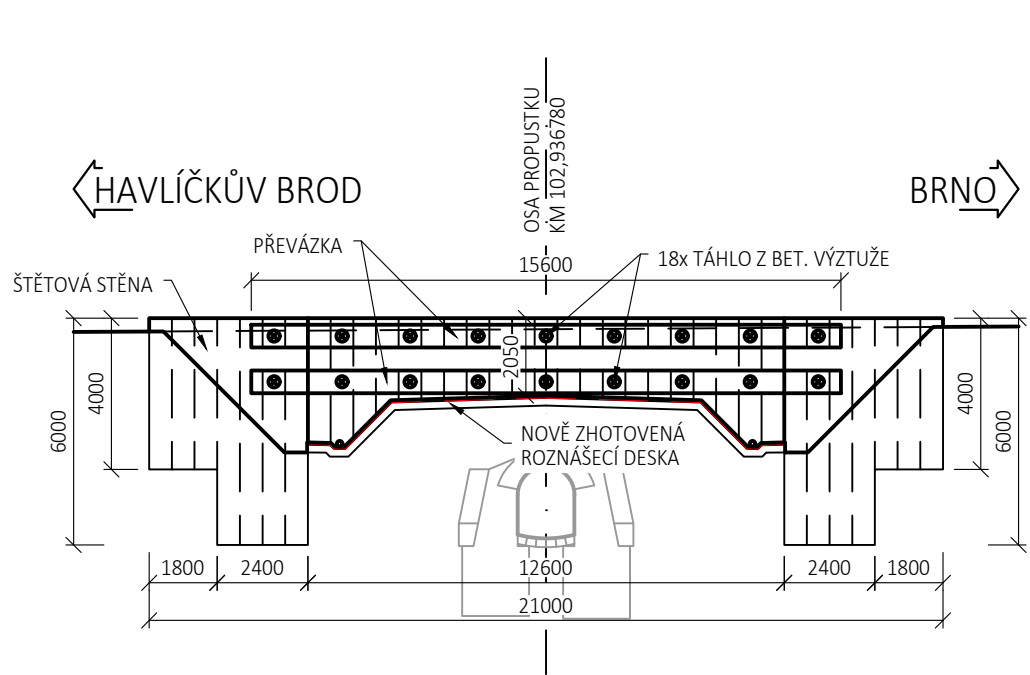 OSA PROPUSTKU
KM 102,936780
HAVLÍČKŮV BROD
BRNO
PŘEVÁZKA
15600
18x TÁHLO Z BET. VÝZTUŽE
ŠTĚTOVÁ STĚNA
2050
4000
6000
4000
6000
NOVĚ ZHOTOVENÁ
ROZNÁŠECÍ DESKA
1800
2400
12600
2400
1800
21000